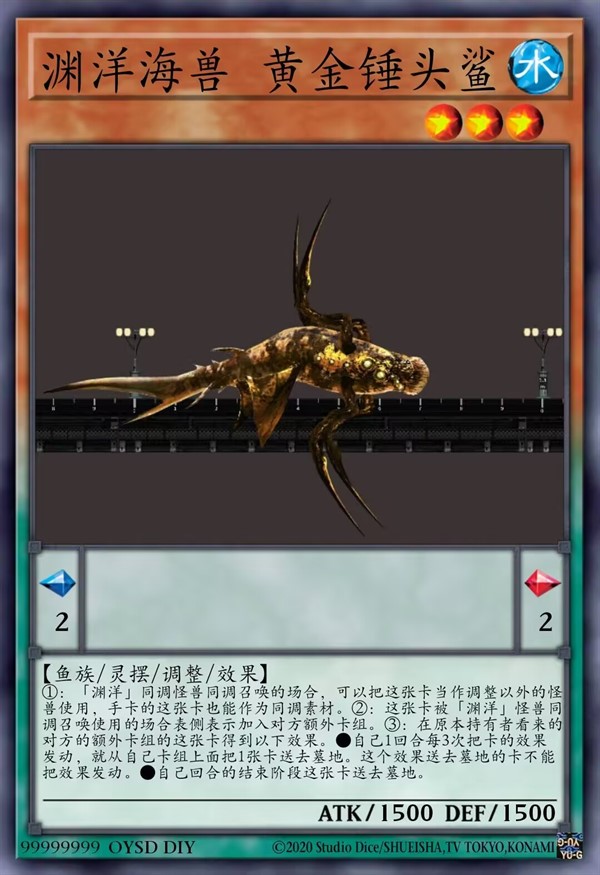 渊洋海兽 黄金锤头鲨
水
2
2
【鱼族/灵摆/调整/效果】
①：「渊洋」同调怪兽同调召唤的场合，可以把这张卡当作调整以外的怪
兽使用，手卡的这张卡也能作为同调素材。②：这张卡被「渊洋」怪兽同
调召唤使用的场合表侧表示加入对方额外卡组。③：在原本持有者看来的
对方的额外卡组的这张卡得到以下效果。●自己1回合每3次把卡的效果
发动，就从自己卡组上面把1张卡送去墓地。这个效果送去墓地的卡不能
把效果发动。●自己回合的结束阶段这张卡送去墓地。
ATK/1500 DEF/1500
99999999 OYSD DIY ©2020 Studio Dice/SHUEISHA,TV TOKYO,KONAMI